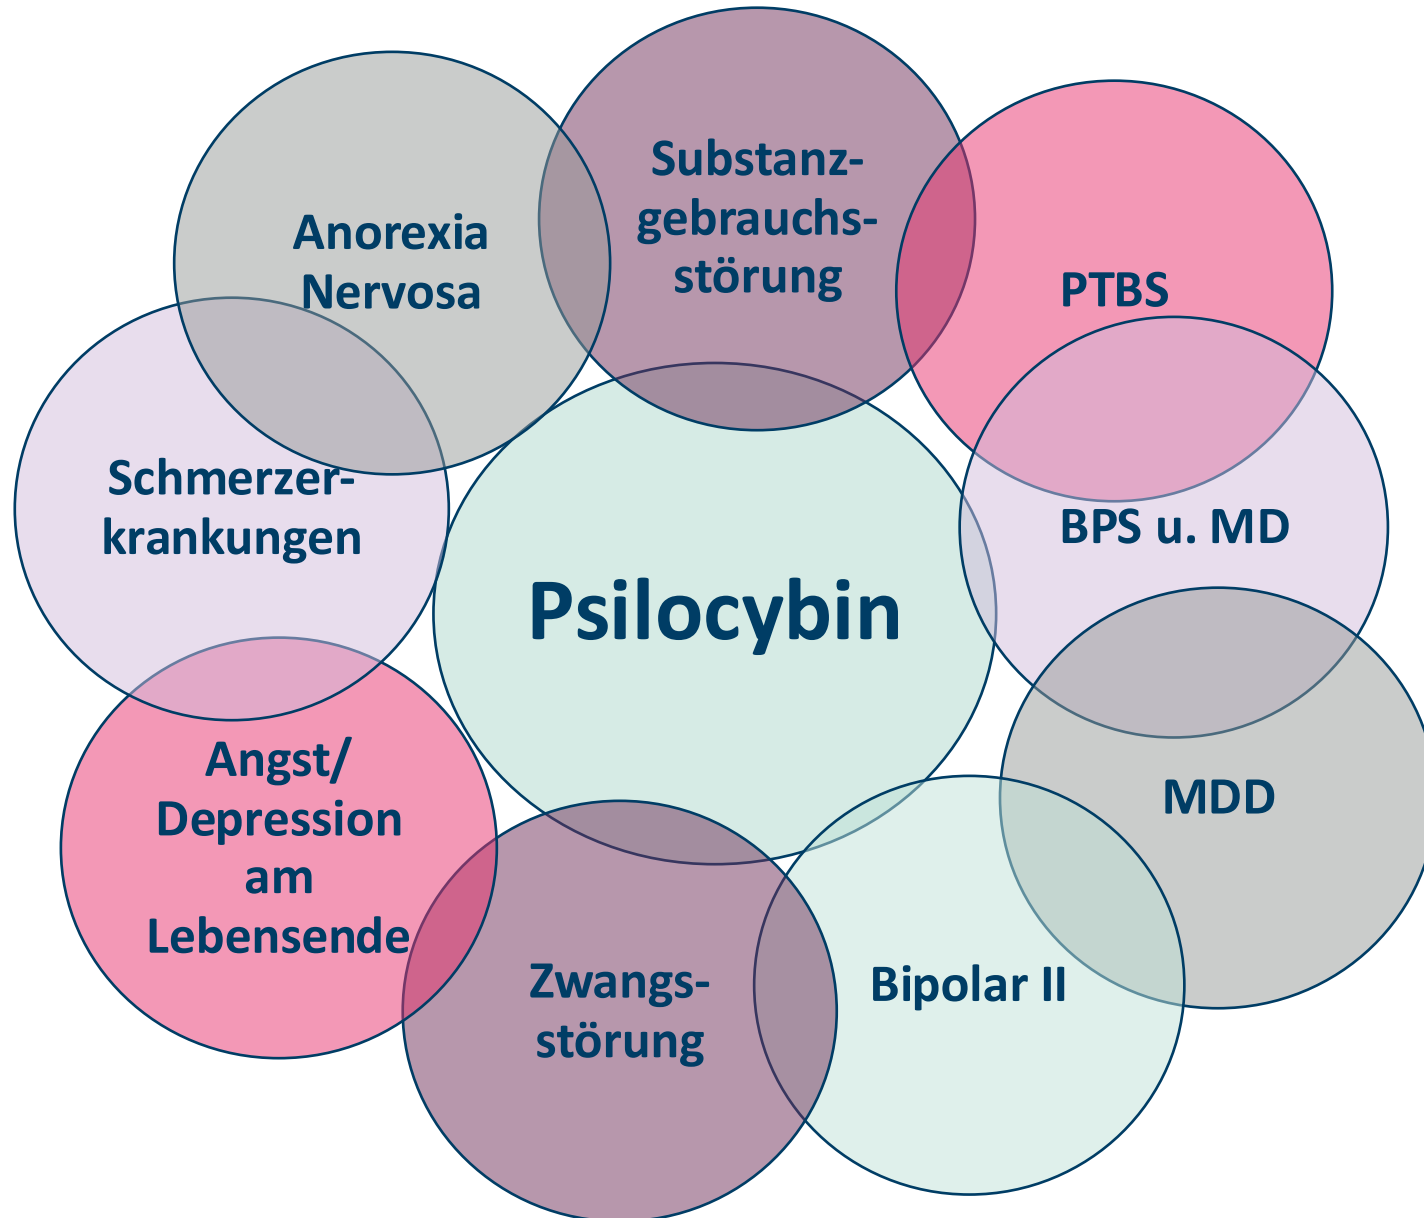 Substanz-
gebrauchs-
störung
Anorexia
Nervosa
PTBS
Schmerzer-
krankungen
BPS u. MD
Psilocybin
Angst/
Depression
am
Lebensende
MDD
Zwangs-
störung
Bipolar II